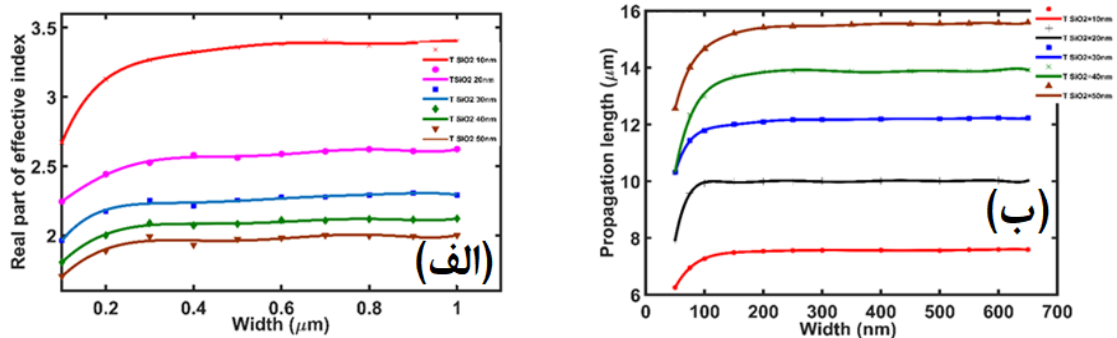 3.5
3
2.5
2
0.2
0.4
0.6
0.8
1
Real part of effective index
Width (μm)
T SiO2 10nm
TSiO2 20nm
T SiO2 30nm
T SiO2 40nm
T SiO2 50nm
(الف)
16
14
12
10
8
6
0
100
200
300
400
500
600
700
Propagation length (μm)
Width (nm)
T SiO2=10nm
T SiO2=20nm
T SiO2=30nm
T SiO2=40nm
T SiO2=50nm
(ب)